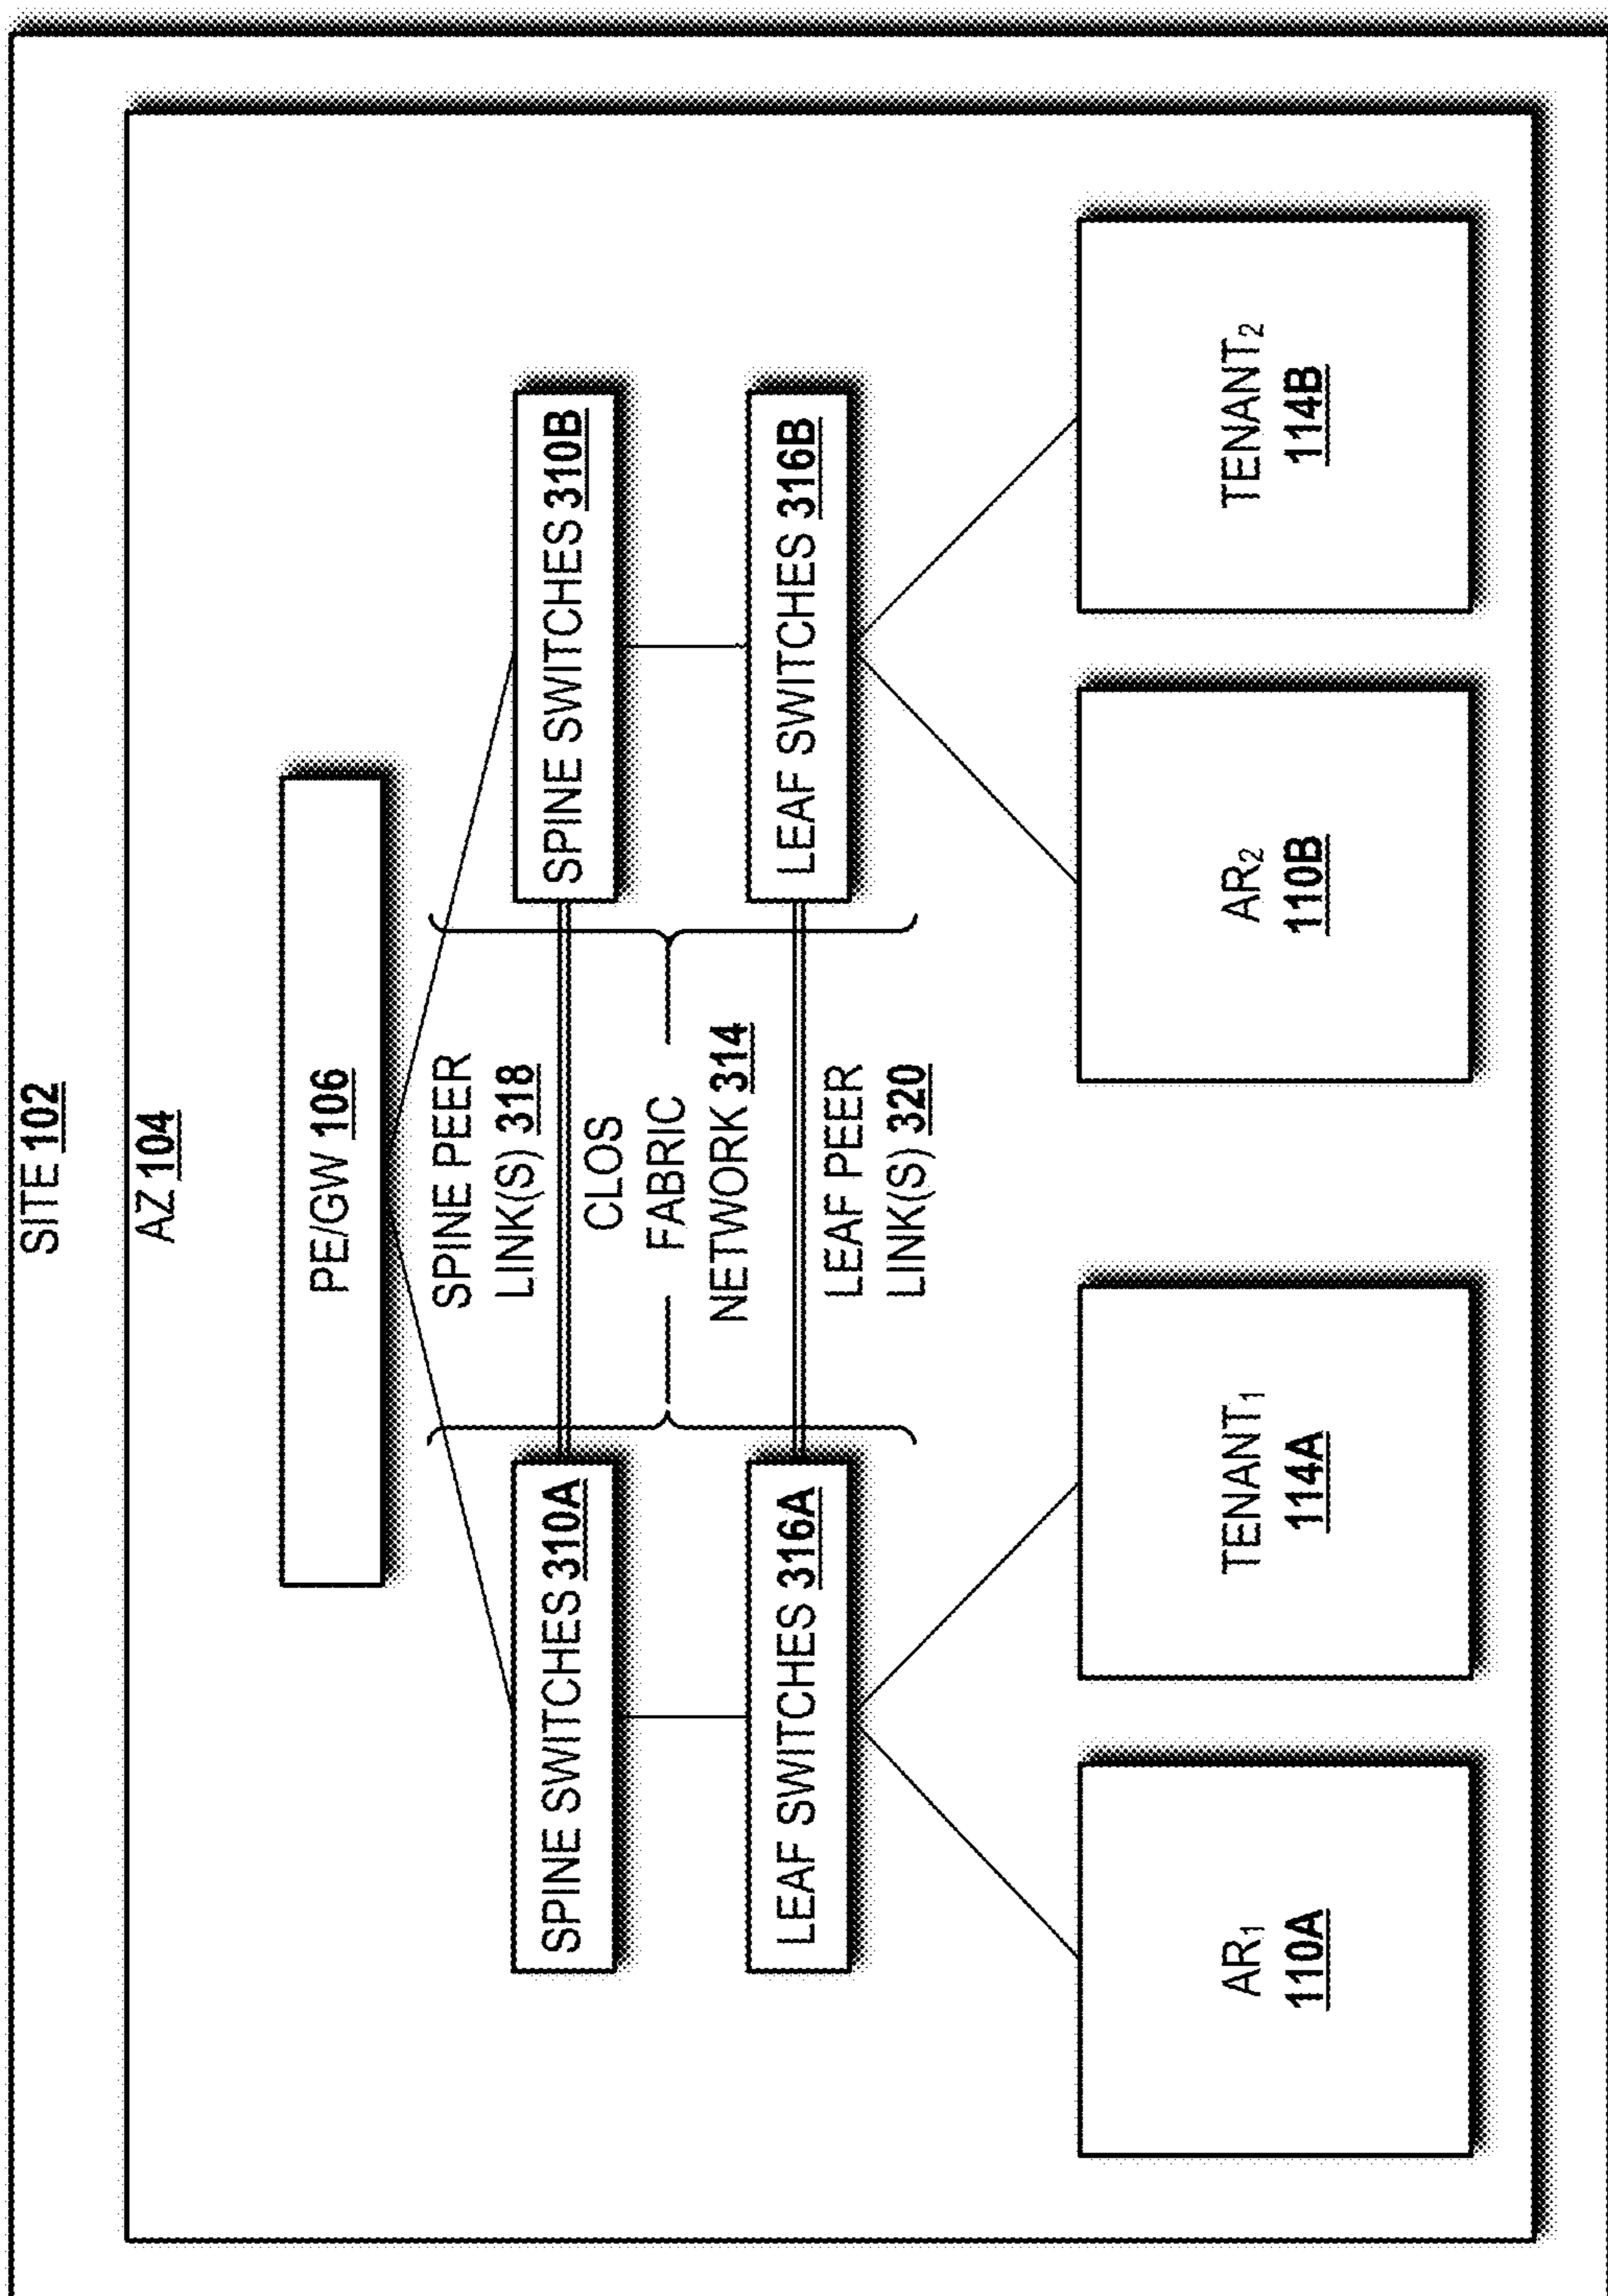 SITE 102
AZ 104
PE/GW 106
SPINE PEER
LINK(S) 318
SPINE SWITCHES 310A
SPINE SWITCHES 310B
CLOS
FABRIC
NETWORK 314
LEAF SWITCHES 316A
LEAF SWITCHES 316B
LEAF PEER
LINK(S) 320
AR₁
110A
TENANT₁
114A
AR₂
110B
TENANT₂
114B